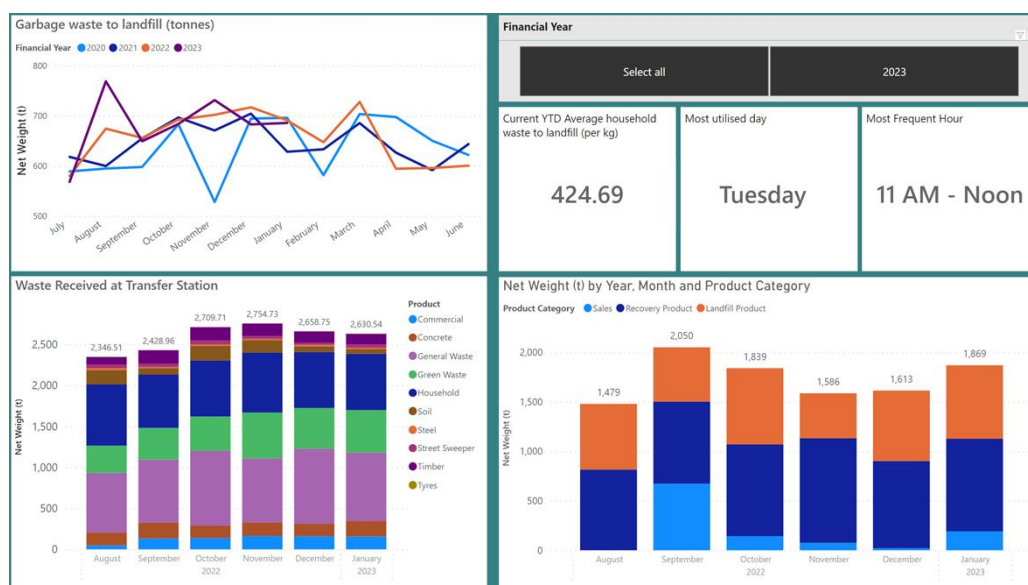 Garbage waste to landfill (tonnes)
Financial Year 2020 2021 2022 2023
Net Weight (t)
800
700
600
500
July August September October November December January February March April May June
Financial Year
Select all 2023
Current YTD Average household
waste to landfill (per kg)
424.69
Most utilised day
Tuesday
Most Frequent Hour
11 AM - Noon
Waste Received at Transfer Station
Net Weight (t)
2,500
2,000
1,500
1,000
500
0
2,346.51 2,428.96 2,709.71 2,754.73 2,658.75 2,630.54
August September October November December January
2022 2023
Product
Commercial
Concrete
General Waste
Green Waste
Household
Soil
Steel
Street Sweeper
Timber
Tyres
Net Weight (t) by Year, Month and Product Category
Product Category Sales Recovery Product Landfill Product
Net Weight (t)
2,000
1,500
1,000
500
0
1,479 2,050 1,839 1,586 1,613 1,869
August September October November December January
2022 2023